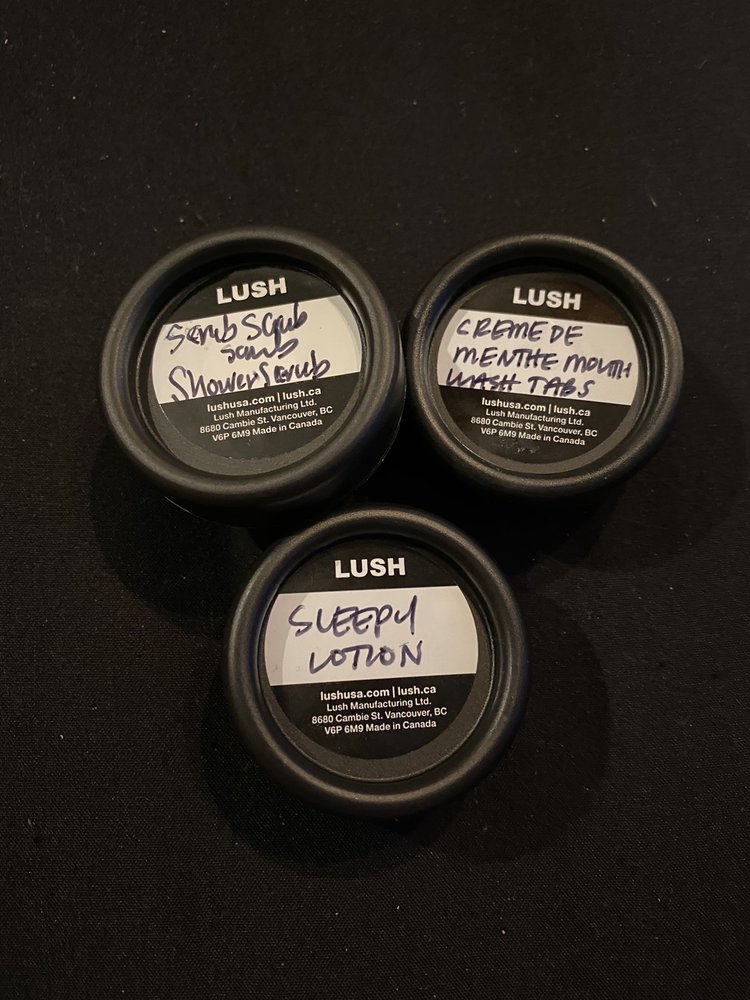 LUSH
Scrub Scrub
Scrub
Shower Scrub
lushusa.com | lush.ca
Lush Manufacturing Ltd.
8680 Cambie St. Vancouver, BC
V6P 6M9 Made in Canada
LUSH
CREME DE
MENTHE MOUTH
WASH TABS
lushusa.com | lush.ca
Lush Manufacturing Ltd.
8680 Cambie St. Vancouver, BC
V6P 6M9 Made in Canada
LUSH
SLEEPY
LOTION
lushusa.com | lush.ca
Lush Manufacturing Ltd.
8680 Cambie St. Vancouver, BC
V6P 6M9 Made in Canada